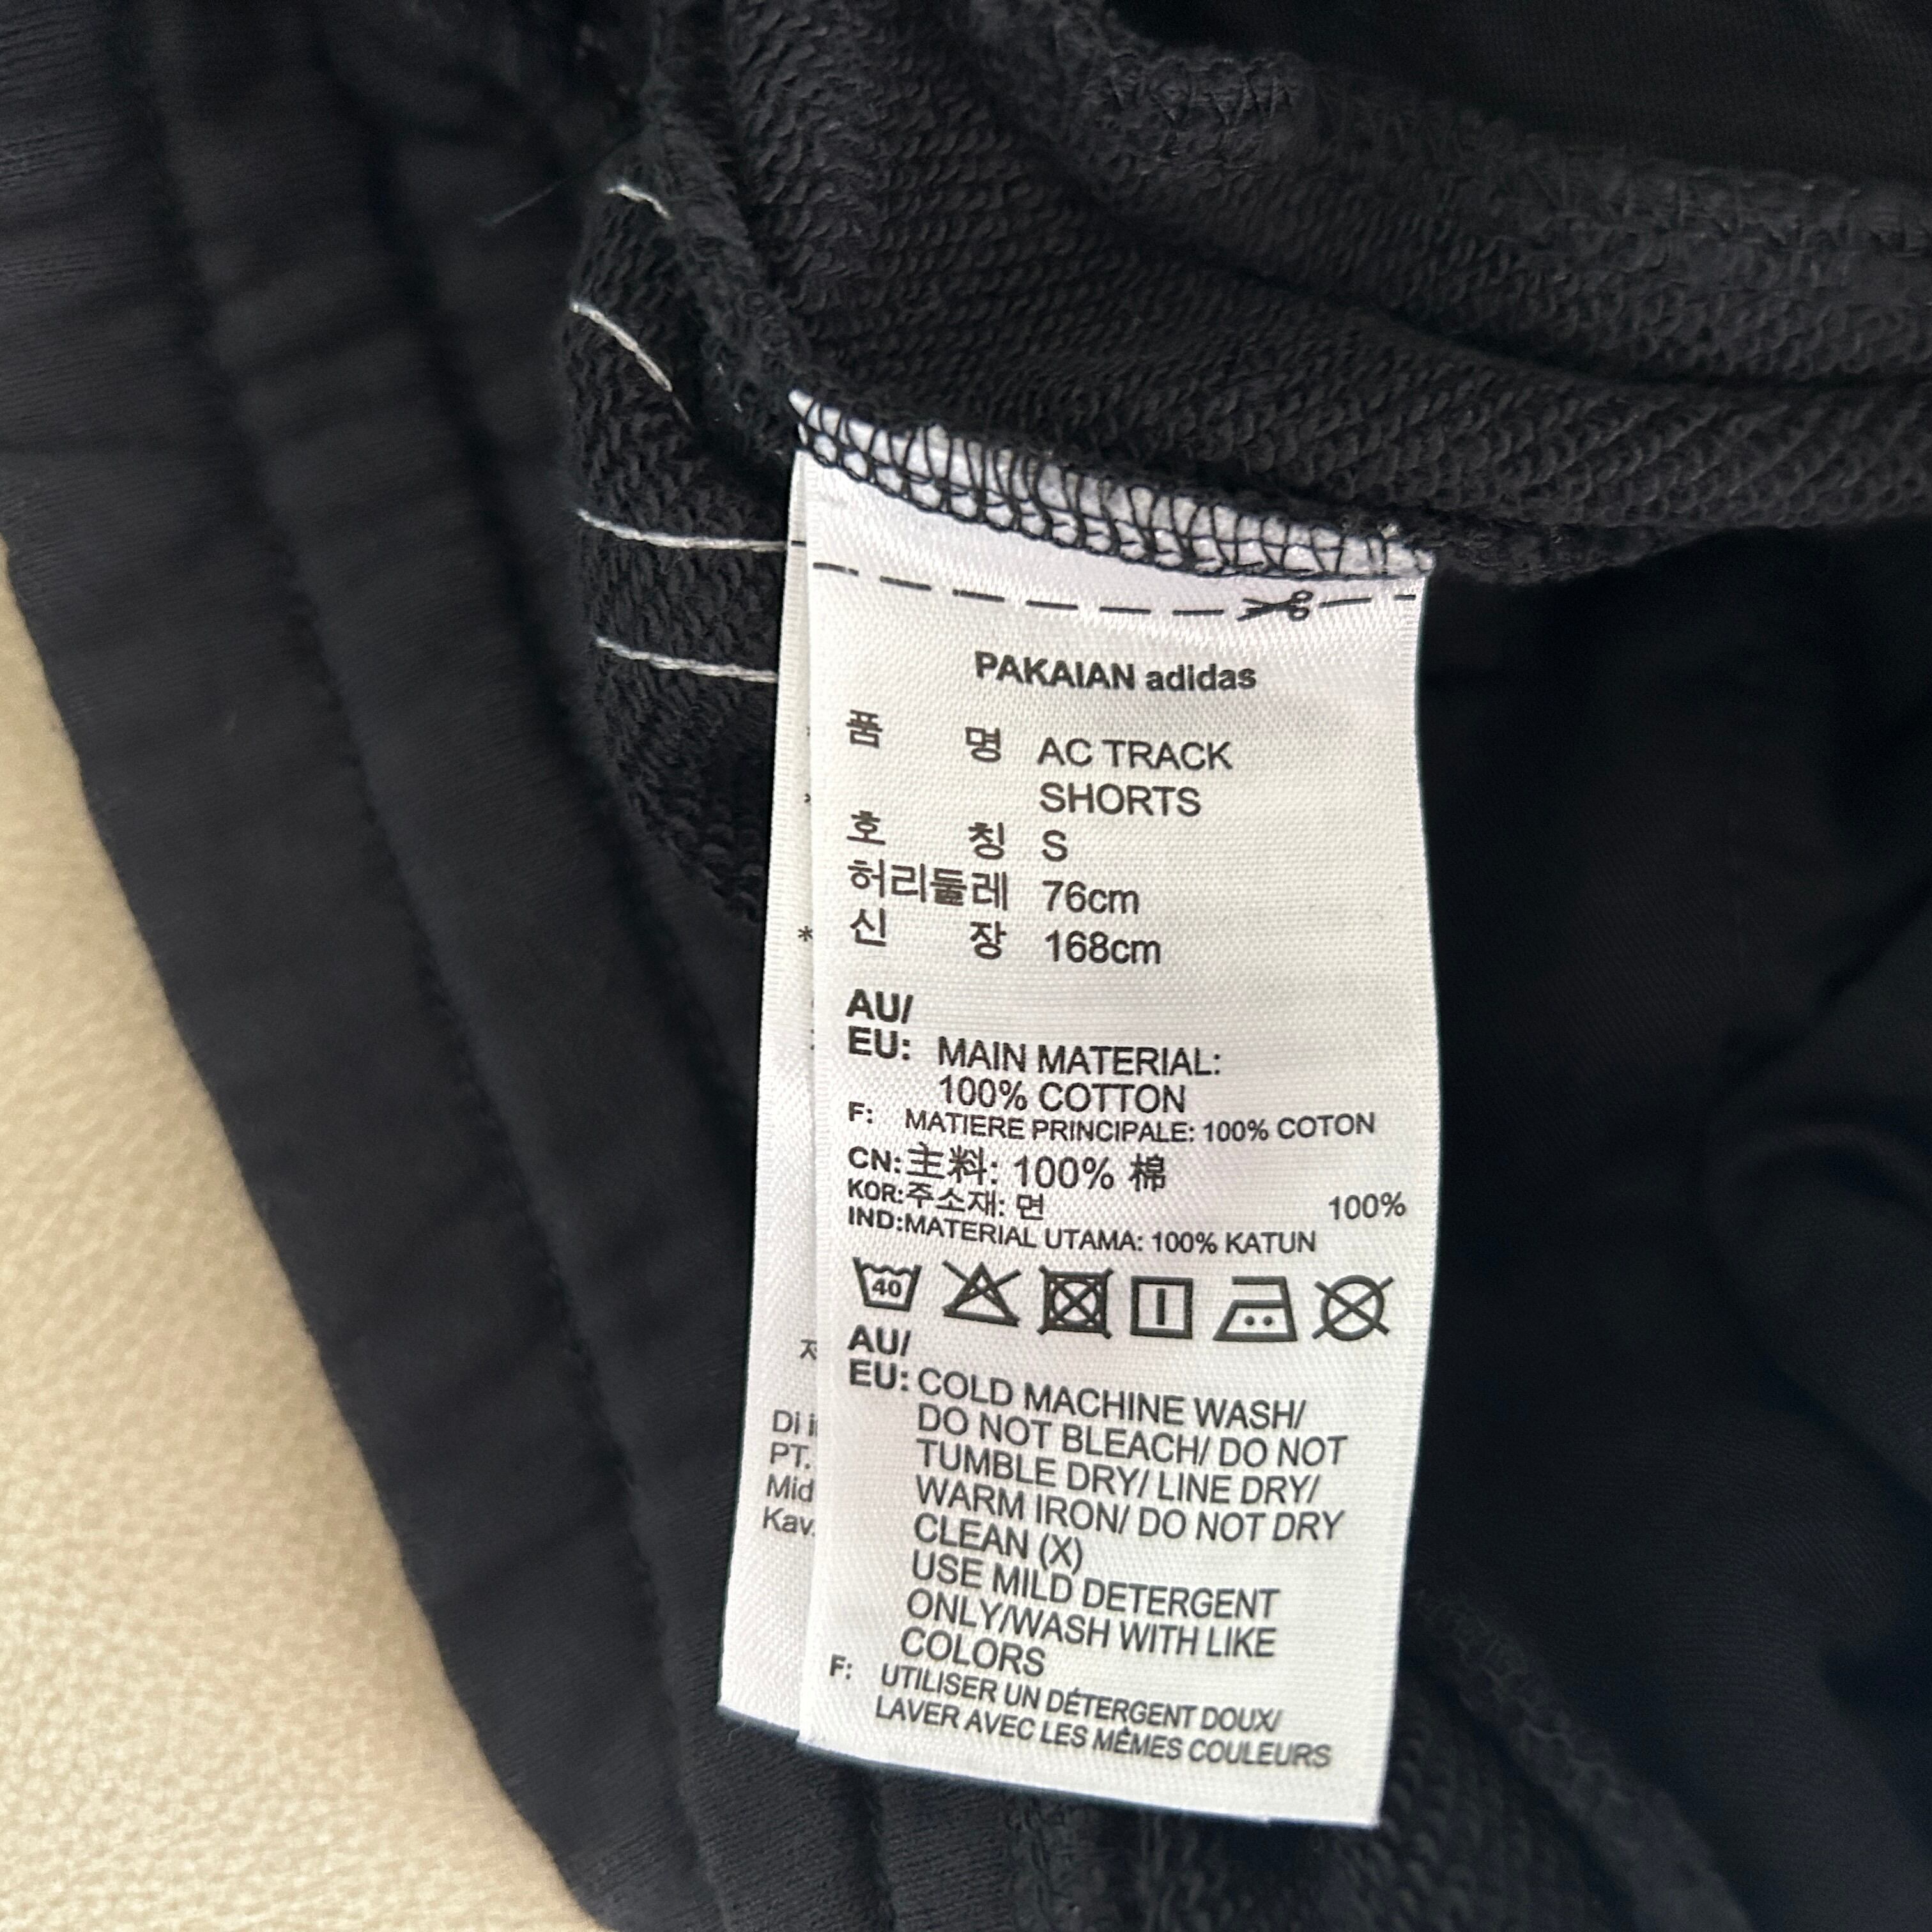 PAKAIAN adidas
품 명 AC TRACK
SHORTS
호 칭 S
허리둘레 76cm
신 장 168cm
AU/
EU: MAIN MATERIAL:
100% COTTON
F: MATIERE PRINCIPALE: 100% COTON
CN: 主料: 100% 棉
KOR: 주소재: 면 100%
IND: MATERIAL UTAMA: 100% KATUN
40
AU/
EU: COLD MACHINE WASH/
DO NOT BLEACH/ DO NOT
TUMBLE DRY/ LINE DRY/
WARM IRON/ DO NOT DRY
CLEAN (X)
USE MILD DETERGENT
ONLY/WASH WITH LIKE
COLORS
F: UTILISER UN DÉTERGENT DOUX/
LAVER AVEC LES MÊMES COULEURS
Di
PT.
Mid
Kav.